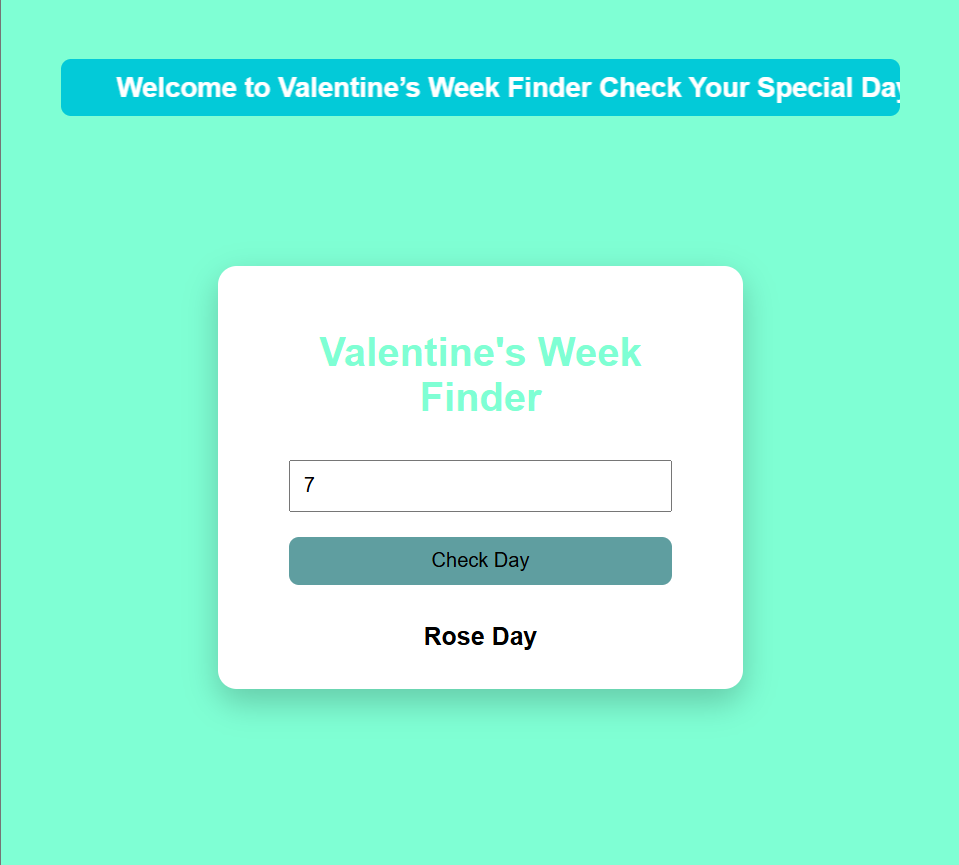 Welcome to Valentine’s Week Finder Check Your Special Day
Valentine's Week
Finder
7
Check Day
Rose Day